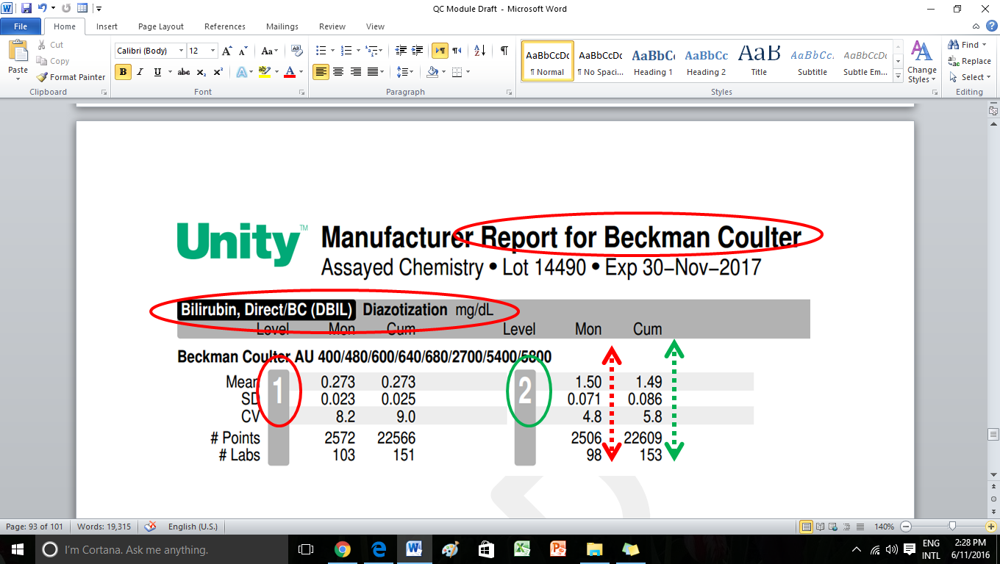 QC Module Draft - Microsoft Word
File Home Insert Page Layout References Mailings Review View
Paste
Cut
Copy
Format Painter
Clipboard
Calibri (Body) 12
Font
Paragraph
AaBbCcDc AaBbCcDc AaBbCc AaBbCc AaB AaBbCc. AaBbCcDc
¶ Normal ¶ No Spaci... Heading 1 Heading 2 Title Subtitle Subtle Em...
Styles
Change Styles
Find
Replace
Select
Editing
Unity™ Manufacturer Report for Beckman Coulter
Assayed Chemistry • Lot 14490 • Exp 30–Nov–2017
Bilirubin, Direct/BC (DBIL) Diazotization mg/dL
Level Mon Cum Level Mon Cum
Beckman Coulter AU 400/480/600/640/680/2700/5400/5800
1 2
Mean 0.273 0.273 1.50 1.49
SD 0.023 0.025 0.071 0.086
CV 8.2 9.0 4.8 5.8
# Points 2572 22566 2506 22609
# Labs 103 151 98 153
Page: 93 of 101 Words: 19,315 English (U.S.) 140%
I'm Cortana. Ask me anything.
ENG 2:28 PM
INTL 6/11/2016